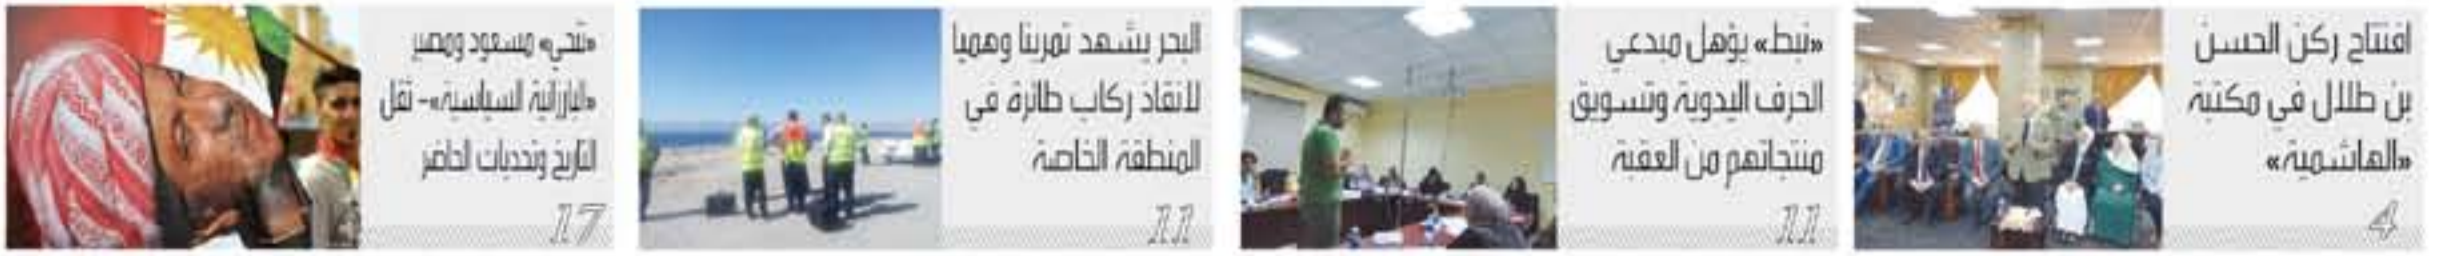 افتتاح ركن الحسن
بن طلال في مكتبة
«الهاشمية»
4
«نبط» يؤهل مبدعي
الحرف اليدوية وتسويق
منتجاتهم من العقبة
11
البحر يشهد تمرينا وهميا
لانقاذ ركاب طائرة في
المنطقة الخاصة
11
«تنحي» مسعود ومصير
«البارزانية السياسية»- ثقل
التاريخ وتحديات الحاضر
17